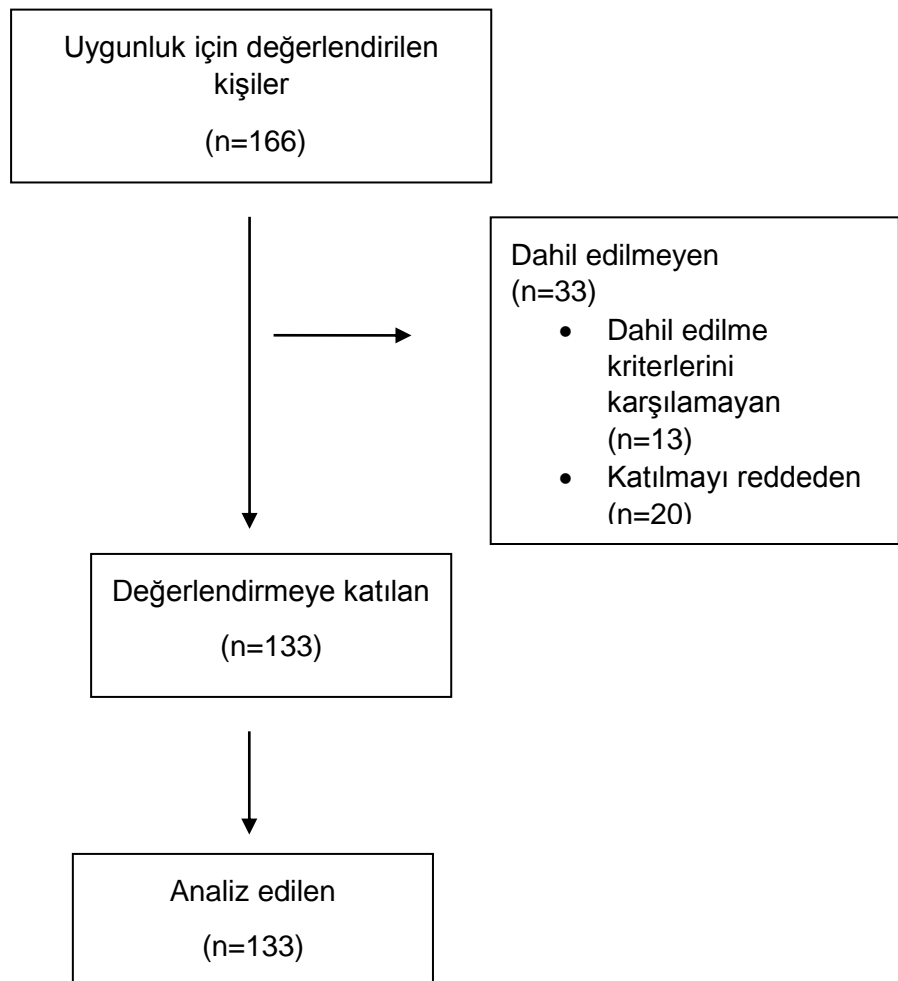 Uygunluk için değerlendirilen
kişiler
(n=166)
Dahil edilmeyen
(n=33)
• Dahil edilme
kriterlerini
karşılamayan
(n=13)
• Katılmayı reddeden
(n=20)
Değerlendirmeye katılan
(n=133)
Analiz edilen
(n=133)